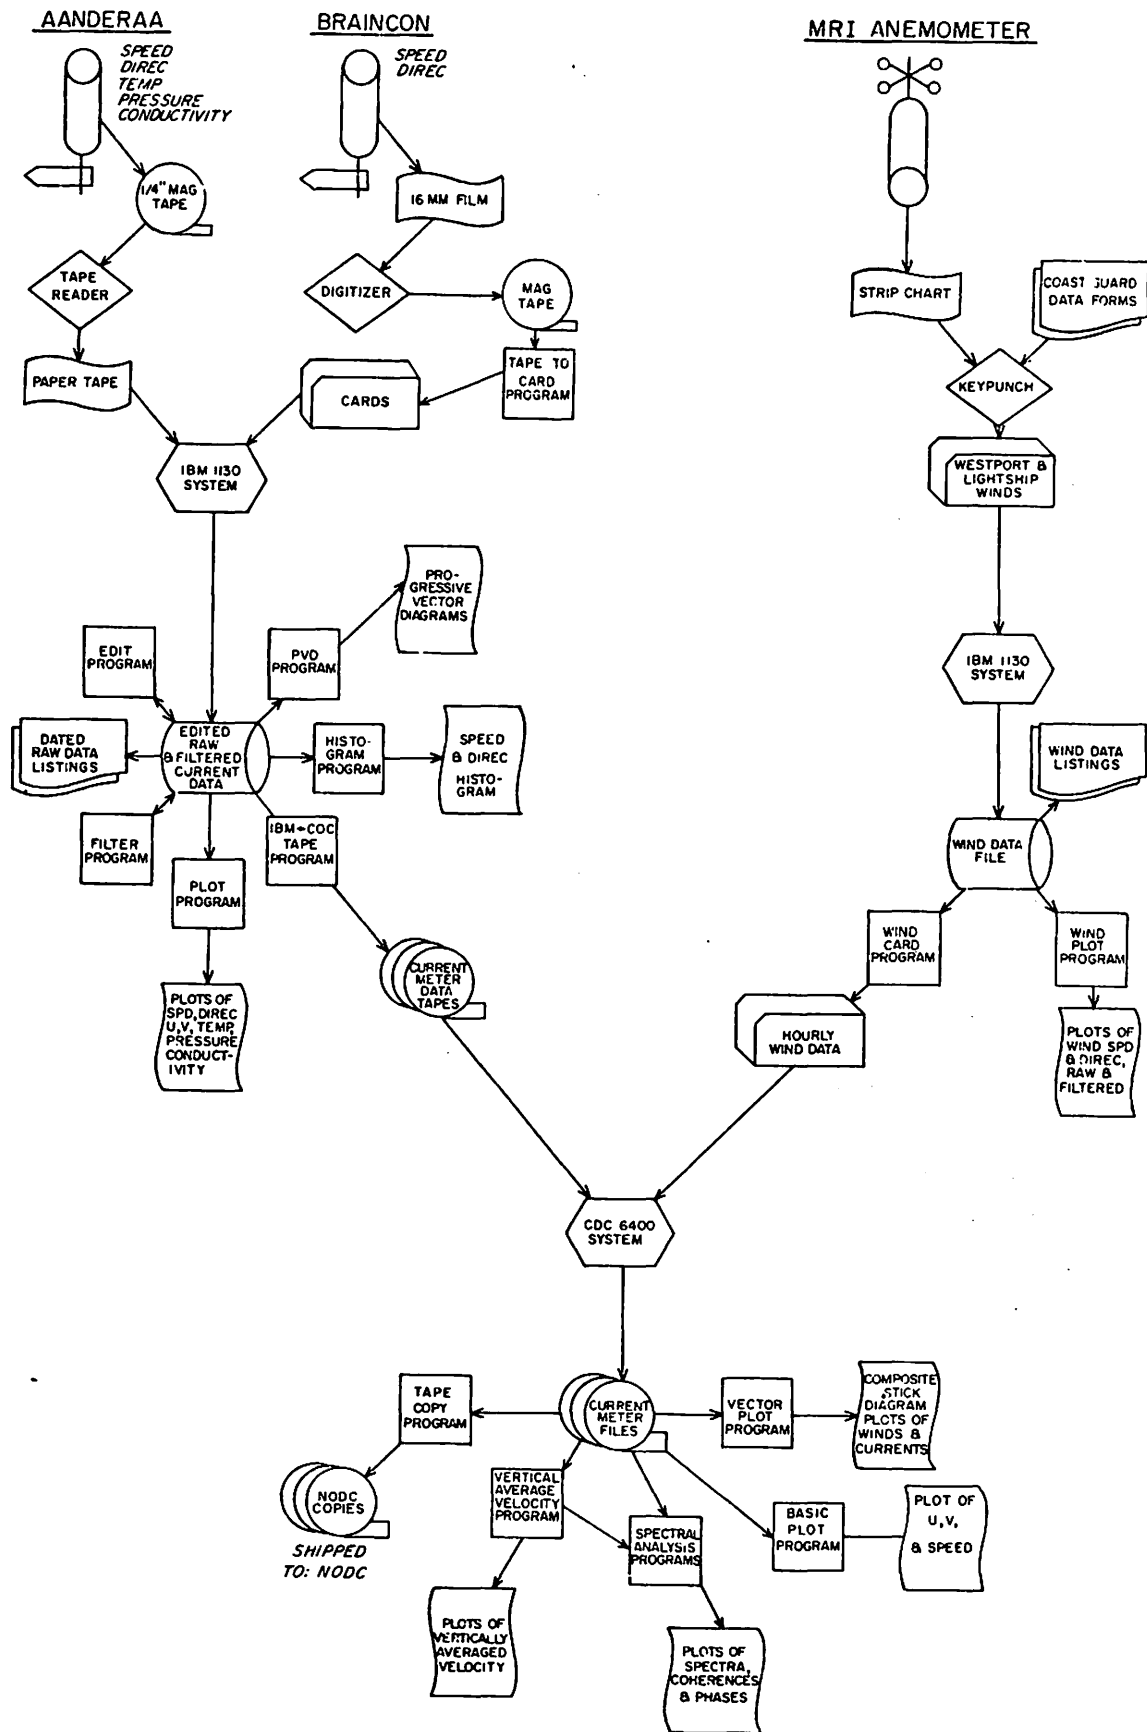 AANDERAA
SPEED
DIREC
TEMP
PRESSURE
CONDUCTIVITY
BRAINCON
SPEED
DIREC
MRI ANEMOMETER
1/4" MAG
TAPE
16 MM FILM
TAPE
READER
DIGITIZER
MAG
TAPE
STRIP CHART
COAST GUARD
DATA FORMS
PAPER TAPE
CARDS
TAPE TO
CARD
PROGRAM
KEYPUNCH
IBM 1130
SYSTEM
WESTPORT &
LIGHTSHIP
WINDS
PRO-
GRESSIVE
VECTOR
DIAGRAMS
EDIT
PROGRAM
PVD
PROGRAM
IBM 1130
SYSTEM
DATED
RAW DATA
LISTINGS
EDITED
RAW
& FILTERED
CURRENT
DATA
HISTO-
GRAM
PROGRAM
SPEED
& DIREC
HISTO-
GRAM
WIND DATA
LISTINGS
FILTER
PROGRAM
PLOT
PROGRAM
IBM→CDC
TAPE
PROGRAM
WIND DATA
FILE
WIND
CARD
PROGRAM
WIND
PLOT
PROGRAM
CURRENT
METER
DATA
TAPES
PLOTS OF
SPD, DIREC
U,V, TEMP,
PRESSURE
CONDUCT-
IVITY
HOURLY
WIND DATA
PLOTS OF
WIND SPD
& DIREC,
RAW &
FILTERED
CDC 6400
SYSTEM
TAPE
COPY
PROGRAM
CURRENT
METER
FILES
VECTOR
PLOT
PROGRAM
COMPOSITE
STICK
DIAGRAM
PLOTS OF
WINDS &
CURRENTS
NODC
COPIES
SHIPPED
TO: NODC
VERTICAL
AVERAGE
VELOCITY
PROGRAM
SPECTRAL
ANALYSIS
PROGRAMS
BASIC
PLOT
PROGRAM
PLOT OF
U,V,
& SPEED
PLOTS OF
VERTICALLY
AVERAGED
VELOCITY
PLOTS OF
SPECTRA,
COHERENCES
& PHASES